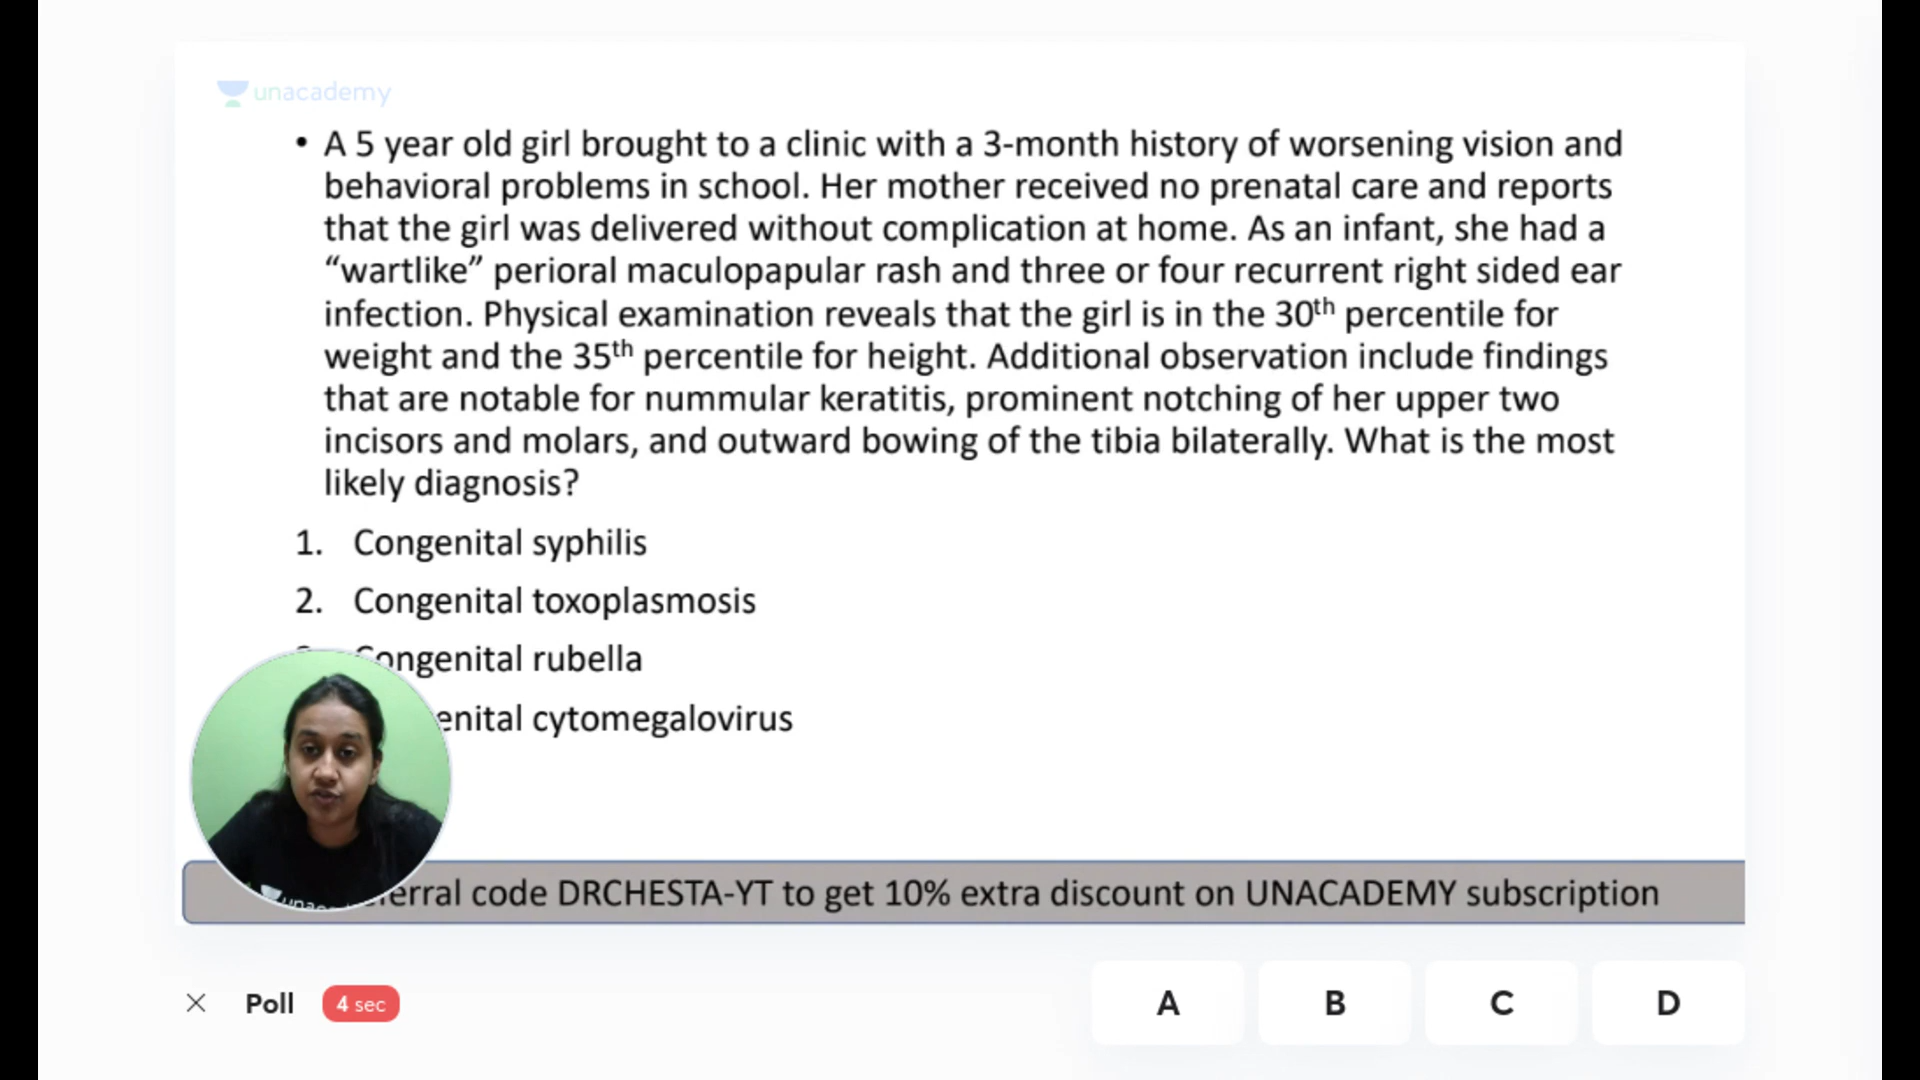 unacademy
• A 5 year old girl brought to a clinic with a 3-month history of worsening vision and
behavioral problems in school. Her mother received no prenatal care and reports
that the girl was delivered without complication at home. As an infant, she had a
“wartlike” perioral maculopapular rash and three or four recurrent right sided ear
infection. Physical examination reveals that the girl is in the 30th percentile for
weight and the 35th percentile for height. Additional observation include findings
that are notable for nummular keratitis, prominent notching of her upper two
incisors and molars, and outward bowing of the tibia bilaterally. What is the most
likely diagnosis?
1. Congenital syphilis
2. Congenital toxoplasmosis
Congenital rubella
enital cytomegalovirus
erral code DRCHESTA-YT to get 10% extra discount on UNACADEMY subscription
Poll 4 sec A B C D